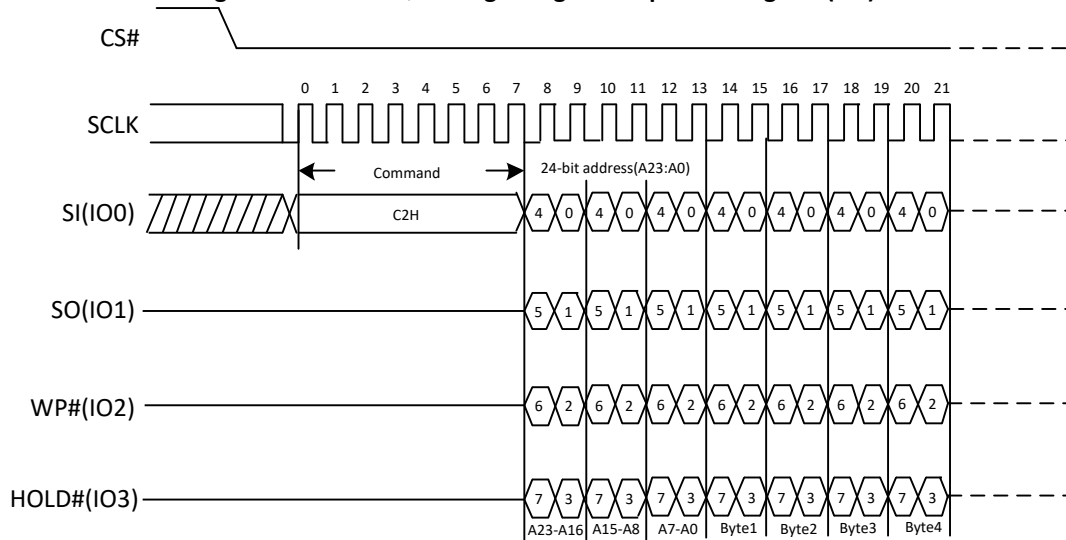 CS#
0 1 2 3 4 5 6 7 8 9 10 11 12 13 14 15 16 17 18 19 20 21
SCLK
Command 24-bit address(A23:A0)
SI(IO0) C2H 4 0 4 0 4 0 4 0 4 0 4 0 4 0
SO(IO1) 5 1 5 1 5 1 5 1 5 1 5 1 5 1
WP#(IO2) 6 2 6 2 6 2 6 2 6 2 6 2 6 2
HOLD#(IO3) 7 3 7 3 7 3 7 3 7 3 7 3 7 3
A23-A16 A15-A8 A7-A0 Byte1 Byte2 Byte3 Byte4